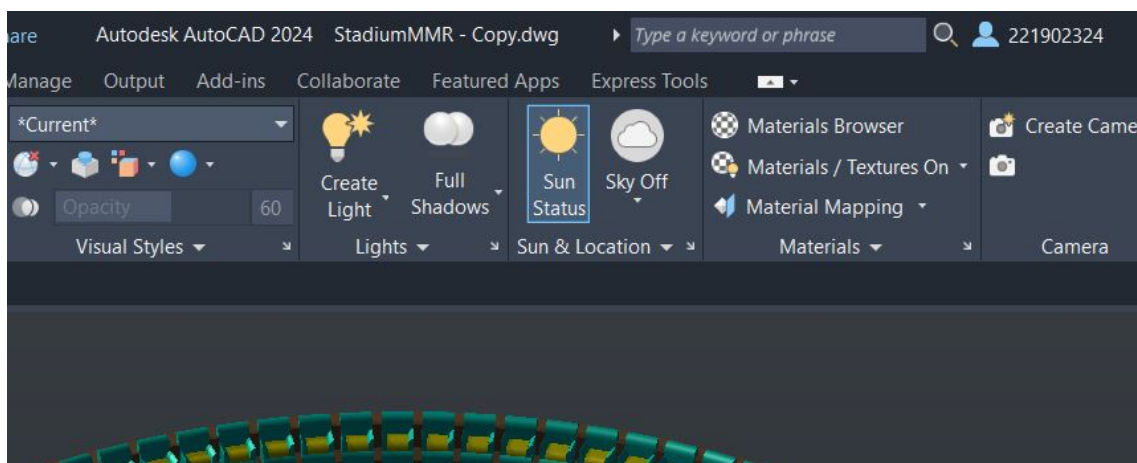 are Autodesk AutoCAD 2024 StadiumMMR - Copy.dwg Type a keyword or phrase 221902324
Manage Output Add-ins Collaborate Featured Apps Express Tools
*Current* Materials Browser Create Came
Materials / Textures On
Create Light Full Shadows Sun Status Sky Off
Opacity 60 Material Mapping
Visual Styles Lights Sun & Location Materials Camera